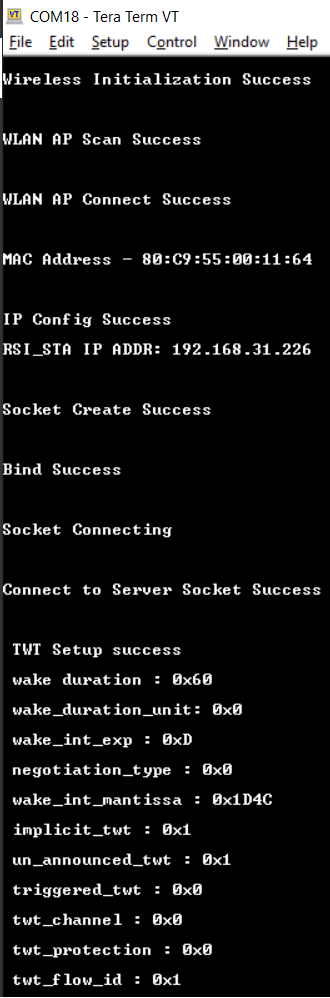 COM18 - Tera Term VT
File Edit Setup Control Window Help
Wireless Initialization Success
WLAN AP Scan Success
WLAN AP Connect Success
MAC Address - 80:C9:55:00:11:64
IP Config Success
RSI_STA IP ADDR: 192.168.31.226
Socket Create Success
Bind Success
Socket Connecting
Connect to Server Socket Success
TWT Setup success
wake duration : 0x60
wake_duration_unit: 0x0
wake_int_exp : 0xD
negotiation_type : 0x0
wake_int_mantissa : 0x1D4C
implicit_twt : 0x1
un_announced_twt : 0x1
triggered_twt : 0x0
twt_channel : 0x0
twt_protection : 0x0
twt_flow_id : 0x1